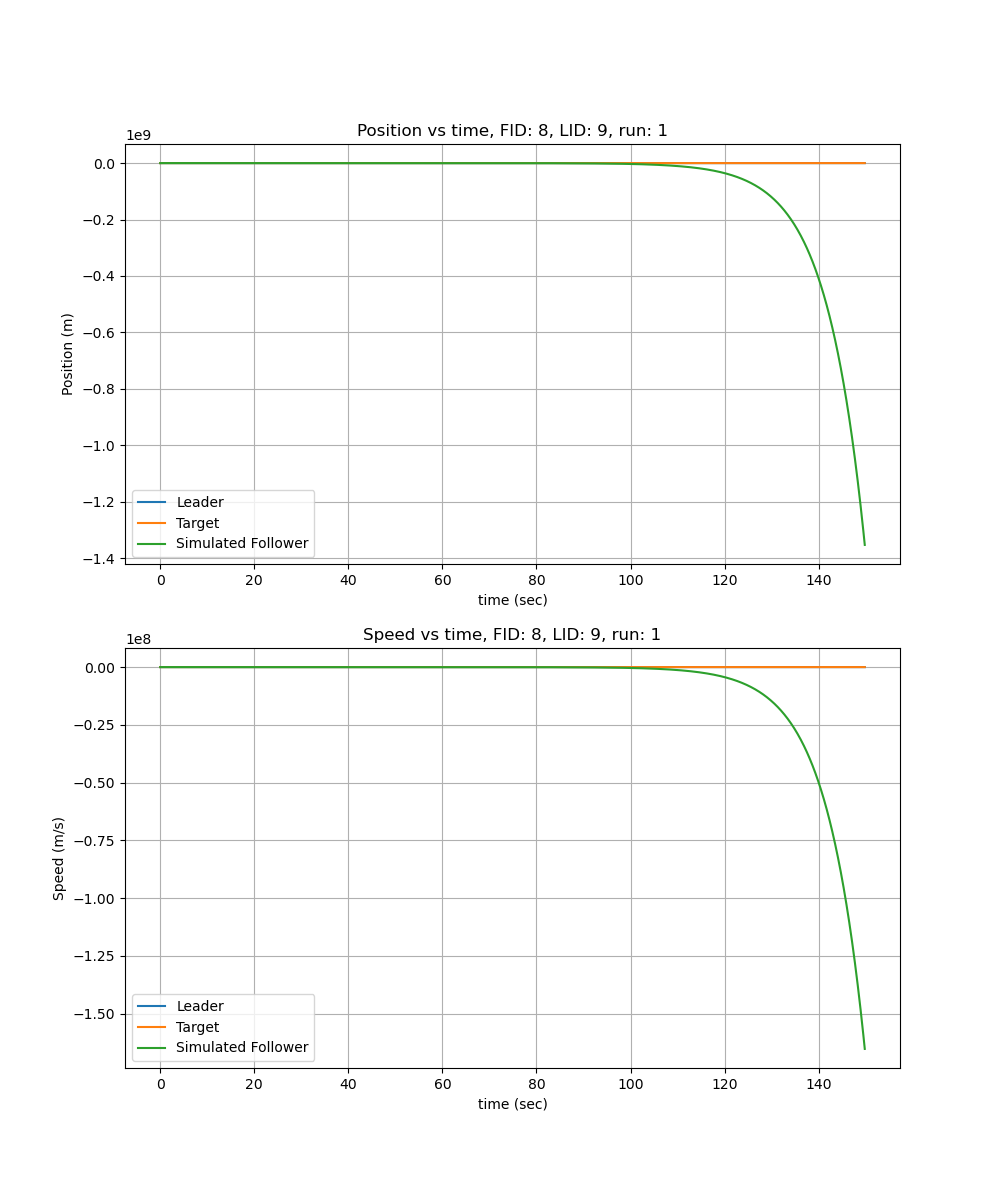 Position vs time, FID: 8, LID: 9, run: 1
1e9
0.0
−0.2
−0.4
−0.6
−0.8
−1.0
−1.2
−1.4
Position (m)
Leader
Target
Simulated Follower
0 20 40 60 80 100 120 140
time (sec)
Speed vs time, FID: 8, LID: 9, run: 1
1e8
0.00
−0.25
−0.50
−0.75
−1.00
−1.25
−1.50
Speed (m/s)
Leader
Target
Simulated Follower
0 20 40 60 80 100 120 140
time (sec)